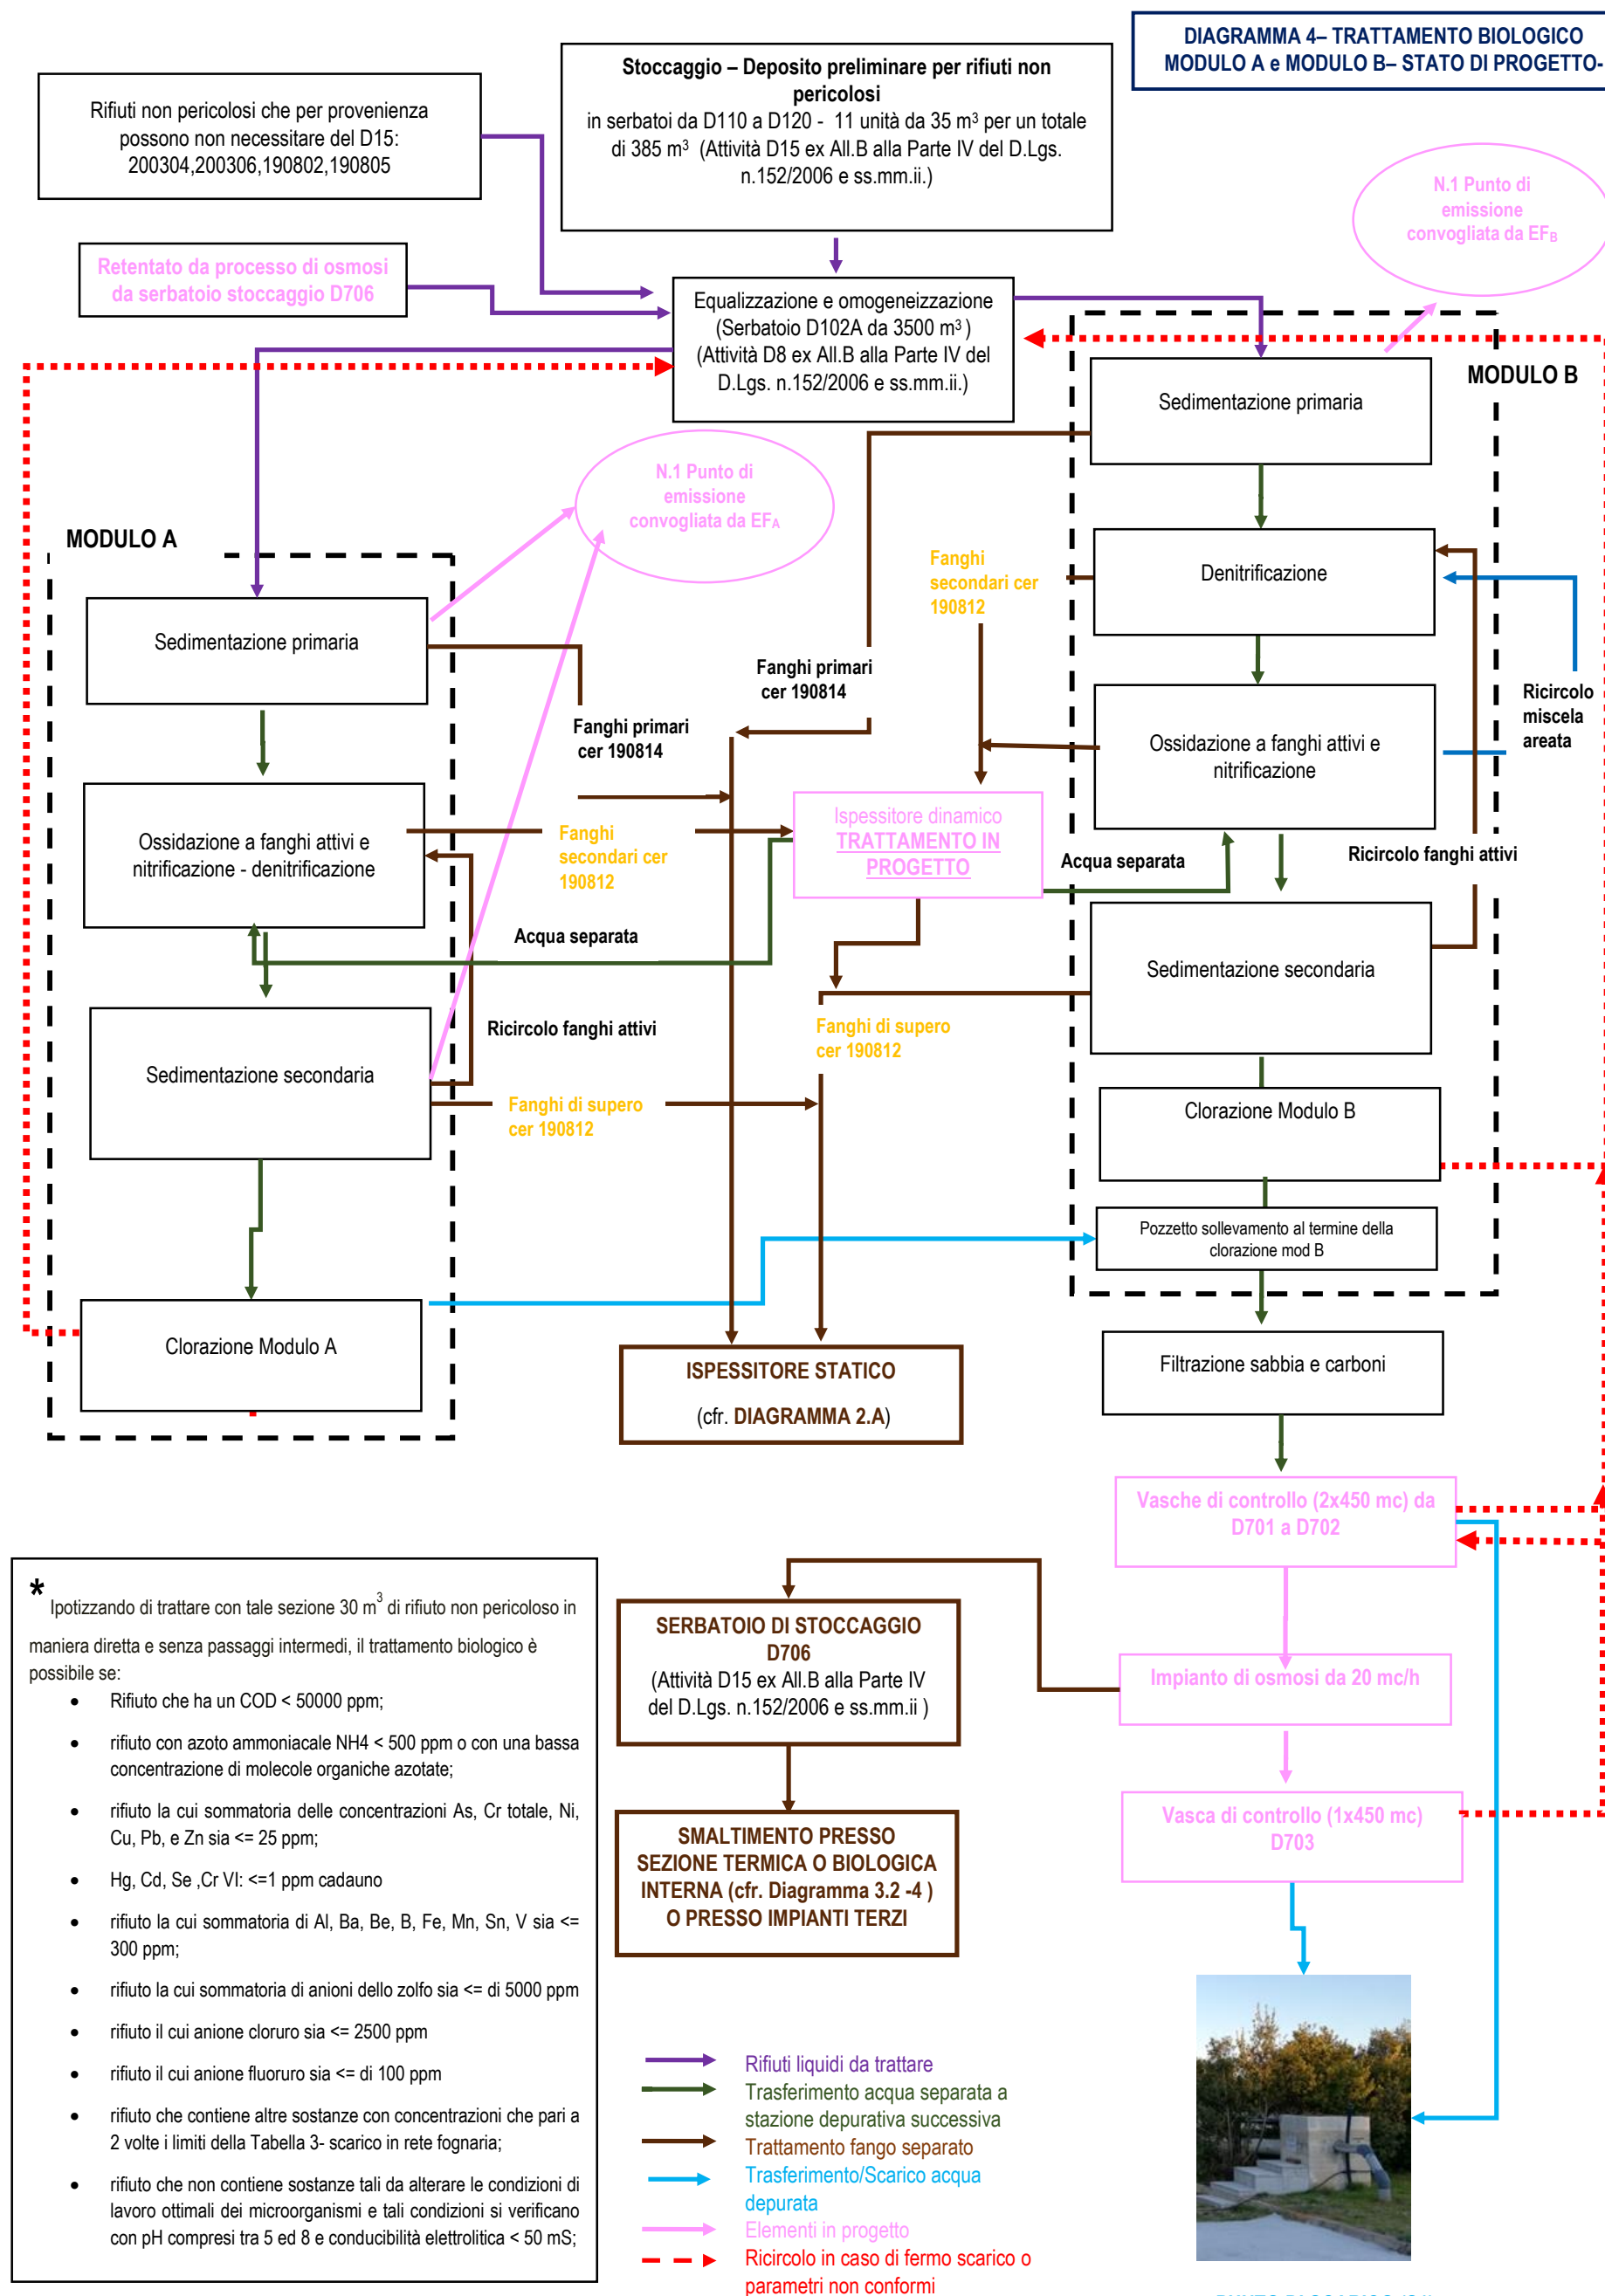 DIAGRAMMA 4– TRATTAMENTO BIOLOGICO
MODULO A e MODULO B– STATO DI PROGETTO-
Stoccaggio – Deposito preliminare per rifiuti non
pericolosi
in serbatoi da D110 a D120 - 11 unità da 35 m³ per un totale
di 385 m³ (Attività D15 ex All.B alla Parte IV del D.Lgs.
n.152/2006 e ss.mm.ii.)
Rifiuti non pericolosi che per provenienza
possono non necessitare del D15:
200304,200306,190802,190805
N.1 Punto di
emissione
convogliata da EFB
Retentato da processo di osmosi
da serbatoio stoccaggio D706
Equalizzazione e omogeneizzazione
(Serbatoio D102A da 3500 m³ )
(Attività D8 ex All.B alla Parte IV del
D.Lgs. n.152/2006 e ss.mm.ii.)
MODULO B
Sedimentazione primaria
N.1 Punto di
emissione
convogliata da EFA
MODULO A
Fanghi
secondari cer
190812
Denitrificazione
Sedimentazione primaria
Fanghi primari
cer 190814
Ricircolo
miscela
areata
Fanghi primari
cer 190814
Ossidazione a fanghi attivi e
nitrificazione
Ossidazione a fanghi attivi e
nitrificazione - denitrificazione
Fanghi
secondari cer
190812
Ispessitore dinamico
TRATTAMENTO IN
PROGETTO
Acqua separata
Ricircolo fanghi attivi
Acqua separata
Sedimentazione secondaria
Ricircolo fanghi attivi
Fanghi di supero
cer 190812
Sedimentazione secondaria
Fanghi di supero
cer 190812
Clorazione Modulo B
Pozzetto sollevamento al termine della
clorazione mod B
Clorazione Modulo A
ISPESSITORE STATICO
(cfr. DIAGRAMMA 2.A)
Filtrazione sabbia e carboni
Vasche di controllo (2x450 mc) da
D701 a D702
SERBATOIO DI STOCCAGGIO
D706
(Attività D15 ex All.B alla Parte IV
del D.Lgs. n.152/2006 e ss.mm.ii )
Impianto di osmosi da 20 mc/h
Vasca di controllo (1x450 mc)
D703
SMALTIMENTO PRESSO
SEZIONE TERMICA O BIOLOGICA
INTERNA (cfr. Diagramma 3.2 -4 )
O PRESSO IMPIANTI TERZI
* Ipotizzando di trattare con tale sezione 30 m³ di rifiuto non pericoloso in
maniera diretta e senza passaggi intermedi, il trattamento biologico è
possibile se:
• Rifiuto che ha un COD < 50000 ppm;
• rifiuto con azoto ammoniacale NH4 < 500 ppm o con una bassa
concentrazione di molecole organiche azotate;
• rifiuto la cui sommatoria delle concentrazioni As, Cr totale, Ni,
Cu, Pb, e Zn sia <= 25 ppm;
• Hg, Cd, Se ,Cr VI: <=1 ppm cadauno
• rifiuto la cui sommatoria di Al, Ba, Be, B, Fe, Mn, Sn, V sia <=
300 ppm;
• rifiuto la cui sommatoria di anioni dello zolfo sia <= di 5000 ppm
• rifiuto il cui anione cloruro sia <= 2500 ppm
• rifiuto il cui anione fluoruro sia <= di 100 ppm
• rifiuto che contiene altre sostanze con concentrazioni che pari a
2 volte i limiti della Tabella 3- scarico in rete fognaria;
• rifiuto che non contiene sostanze tali da alterare le condizioni di
lavoro ottimali dei microorganismi e tali condizioni si verificano
con pH compresi tra 5 ed 8 e conducibilità elettrolitica < 50 mS;
Rifiuti liquidi da trattare
Trasferimento acqua separata a
stazione depurativa successiva
Trattamento fango separato
Trasferimento/Scarico acqua
depurata
Elementi in progetto
Ricircolo in caso di fermo scarico o
parametri non conformi